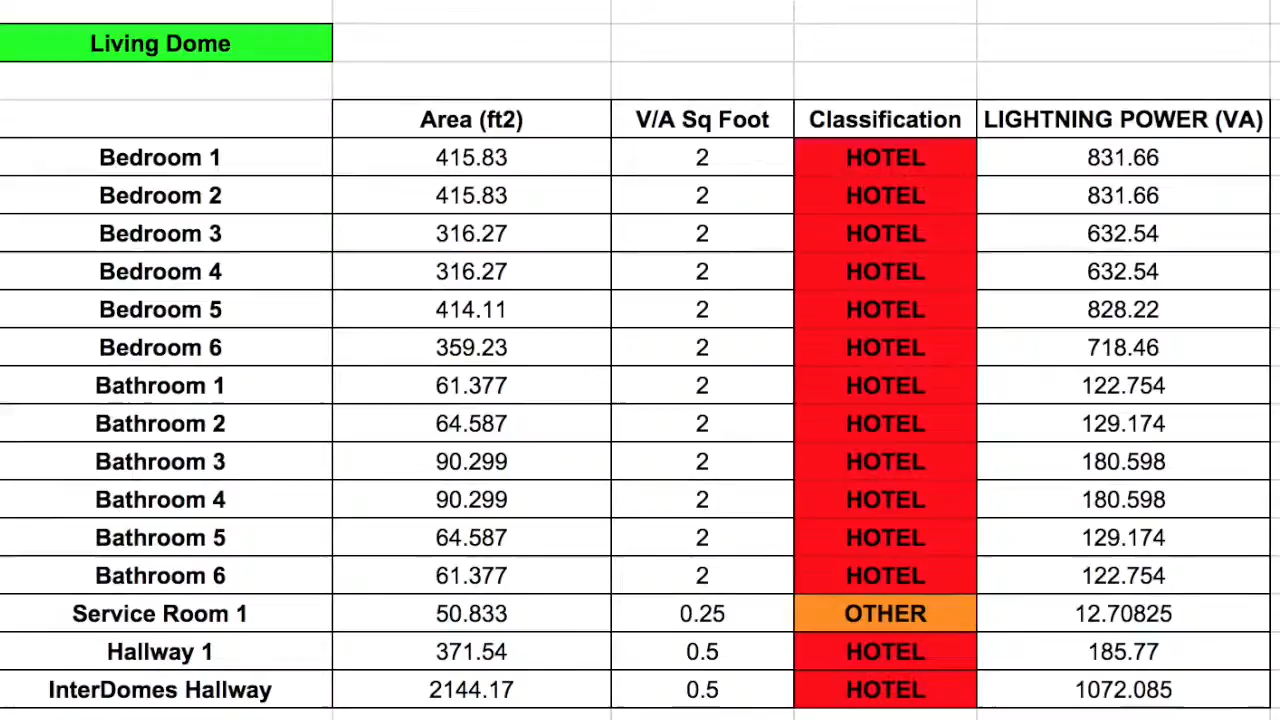 Living Dome
Area (ft2) V/A Sq Foot Classification LIGHTNING POWER (VA)
Bedroom 1 415.83 2 HOTEL 831.66
Bedroom 2 415.83 2 HOTEL 831.66
Bedroom 3 316.27 2 HOTEL 632.54
Bedroom 4 316.27 2 HOTEL 632.54
Bedroom 5 414.11 2 HOTEL 828.22
Bedroom 6 359.23 2 HOTEL 718.46
Bathroom 1 61.377 2 HOTEL 122.754
Bathroom 2 64.587 2 HOTEL 129.174
Bathroom 3 90.299 2 HOTEL 180.598
Bathroom 4 90.299 2 HOTEL 180.598
Bathroom 5 64.587 2 HOTEL 129.174
Bathroom 6 61.377 2 HOTEL 122.754
Service Room 1 50.833 0.25 OTHER 12.70825
Hallway 1 371.54 0.5 HOTEL 185.77
InterDomes Hallway 2144.17 0.5 HOTEL 1072.085